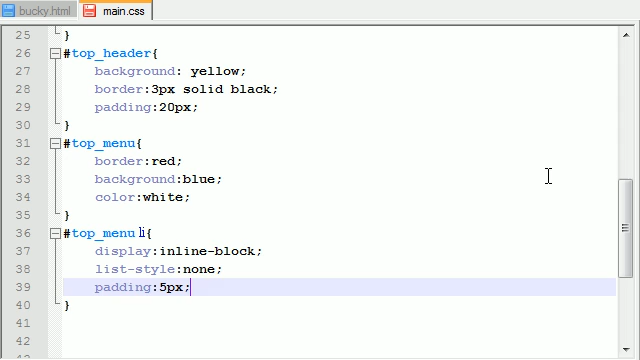 bucky.html main.css
25 }
26 #top_header{
27 background: yellow;
28 border:3px solid black;
29 padding:20px;
30 }
31 #top_menu{
32 border:red;
33 background:blue;
34 color:white;
35 }
36 #top_menu li{
37 display:inline-block;
38 list-style:none;
39 padding:5px;
40 }
41
42